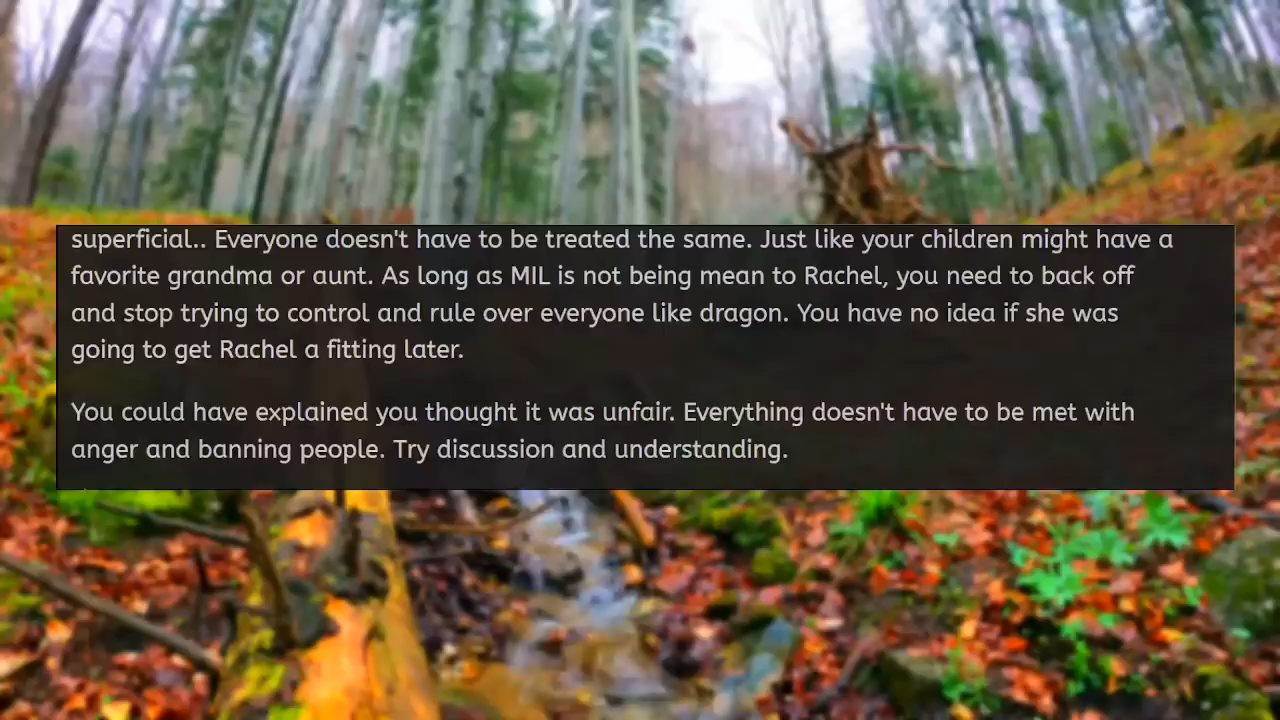 superficial.. Everyone doesn't have to be treated the same. Just like your children might have a
favorite grandma or aunt. As long as MIL is not being mean to Rachel, you need to back off
and stop trying to control and rule over everyone like dragon. You have no idea if she was
going to get Rachel a fitting later.
You could have explained you thought it was unfair. Everything doesn't have to be met with
anger and banning people. Try discussion and understanding.